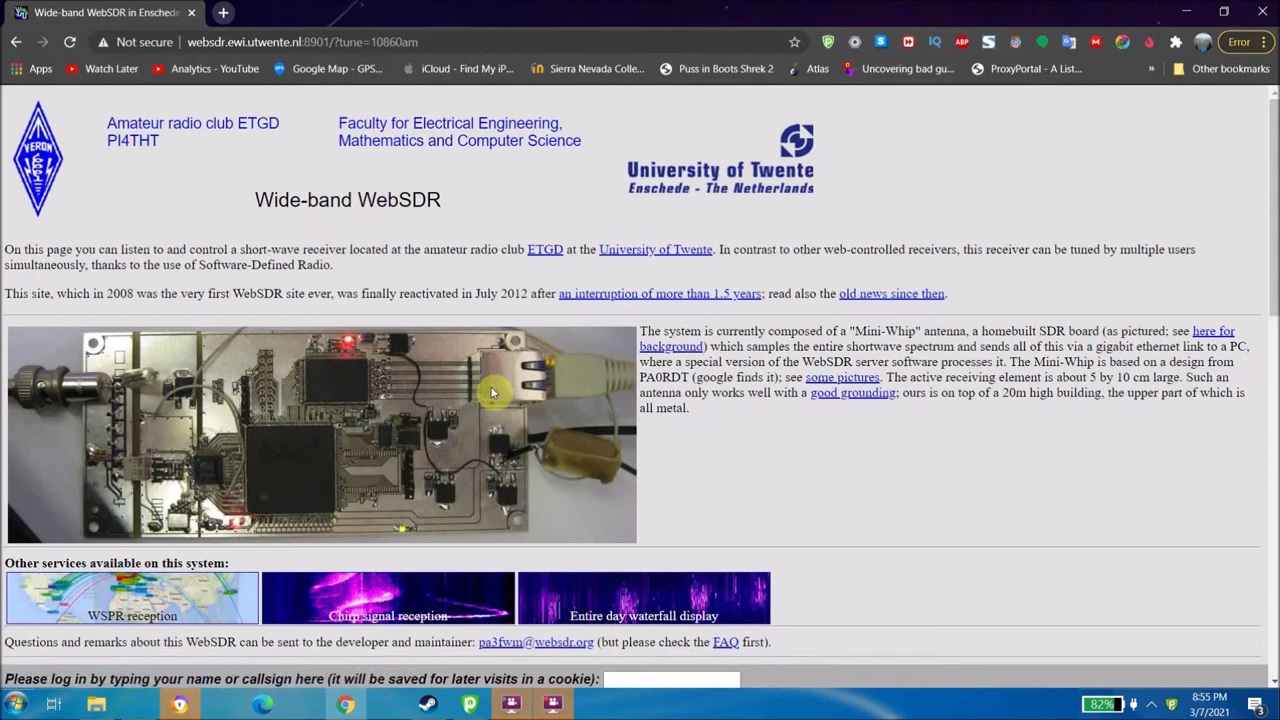 Wide-band WebSDR in Enschede
Not secure | websdr.ewi.utwente.nl:8901/?tune=10860am
Error
Apps Watch Later Analytics - YouTube Google Map - GPS... iCloud - Find My iP... Sierra Nevada Colle... Puss in Boots Shrek 2 Atlas Uncovering bad gu... ProxyPortal - A List... » Other bookmarks
VERON
Amateur radio club ETGD
PI4THT
Faculty for Electrical Engineering,
Mathematics and Computer Science
University of Twente
Enschede - The Netherlands
Wide-band WebSDR
On this page you can listen to and control a short-wave receiver located at the amateur radio club ETGD at the University of Twente. In contrast to other web-controlled receivers, this receiver can be tuned by multiple users
simultaneously, thanks to the use of Software-Defined Radio.
This site, which in 2008 was the very first WebSDR site ever, was finally reactivated in July 2012 after an interruption of more than 1.5 years; read also the old news since then.
The system is currently composed of a "Mini-Whip" antenna, a homebuilt SDR board (as pictured; see here for
background) which samples the entire shortwave spectrum and sends all of this via a gigabit ethernet link to a PC,
where a special version of the WebSDR server software processes it. The Mini-Whip is based on a design from
PA0RDT (google finds it); see some pictures. The active receiving element is about 5 by 10 cm large. Such an
antenna only works well with a good grounding; ours is on top of a 20m high building, the upper part of which is
all metal.
Other services available on this system:
WSPR reception
Chirp signal reception
Entire day waterfall display
Questions and remarks about this WebSDR can be sent to the developer and maintainer: pa3fwm@websdr.org (but please check the FAQ first).
Please log in by typing your name or callsign here (it will be saved for later visits in a cookie):
82%
8:55 PM
3/7/2021
3